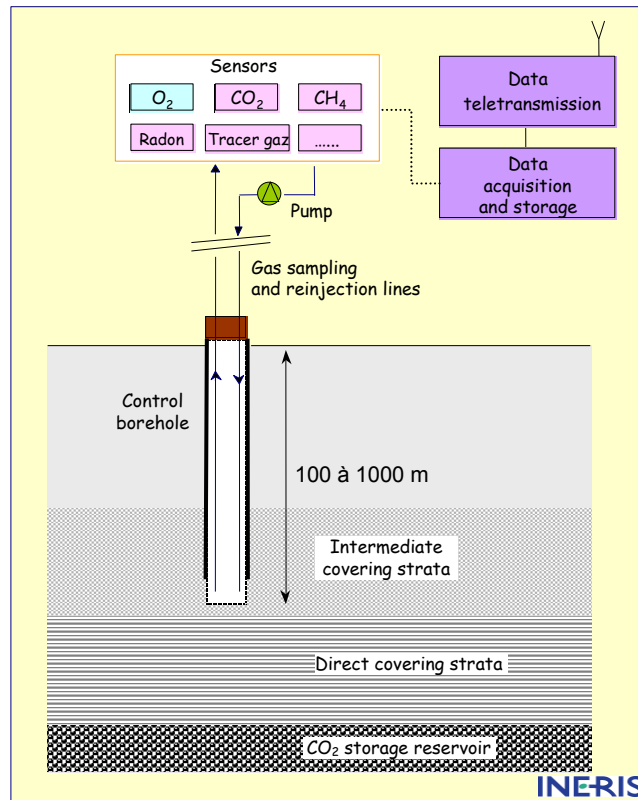 Sensors
O2
CO2
CH4
Radon
Tracer gaz
......
Data
teletransmission
Data
acquisition
and storage
Pump
Gas sampling
and reinjection lines
Control
borehole
100 à 1000 m
Intermediate
covering strata
Direct covering strata
CO2 storage reservoir
INERIS